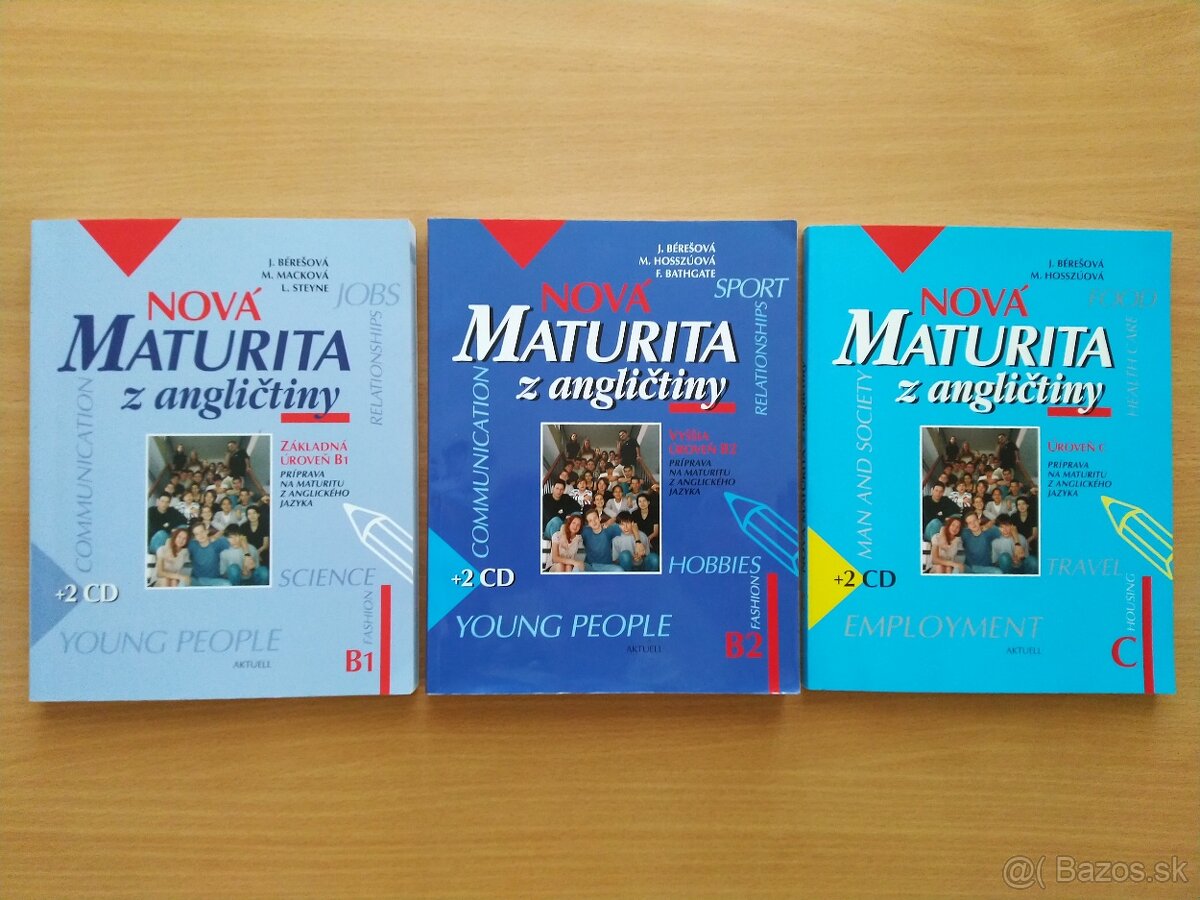 J. BÉREŠOVÁ
M. MACKOVÁ
L. STEYNE
JOBS
NOVÁ
MATURITA
z angličtiny
RELATIONSHIPS
COMMUNICATION
ZÁKLADNÁ
ÚROVEŇ B1
PRÍPRAVA
NA MATURITU
Z ANGLICKÉHO
JAZYKA
SCIENCE
+2 CD
FASHION
YOUNG PEOPLE
AKTUELL
B1
J. BÉREŠOVÁ
M. HOSSZÚOVÁ
F. BATHGATE
SPORT
NOVÁ
MATURITA
z angličtiny
RELATIONSHIPS
COMMUNICATION
VYŠŠIA
ÚROVEŇ B2
PRÍPRAVA
NA MATURITU
Z ANGLICKÉHO
JAZYKA
HOBBIES
+2 CD
FASHION
YOUNG PEOPLE
AKTUELL
B2
J. BÉREŠOVÁ
M. HOSSZÚOVÁ
FOOD
NOVÁ
MATURITA
z angličtiny
HEALTH CARE
MAN AND SOCIETY
ÚROVEŇ C
PRÍPRAVA
NA MATURITU
Z ANGLICKÉHO
JAZYKA
TRAVEL
+2 CD
HOUSING
EMPLOYMENT
AKTUELL
C
@( Bazos.sk